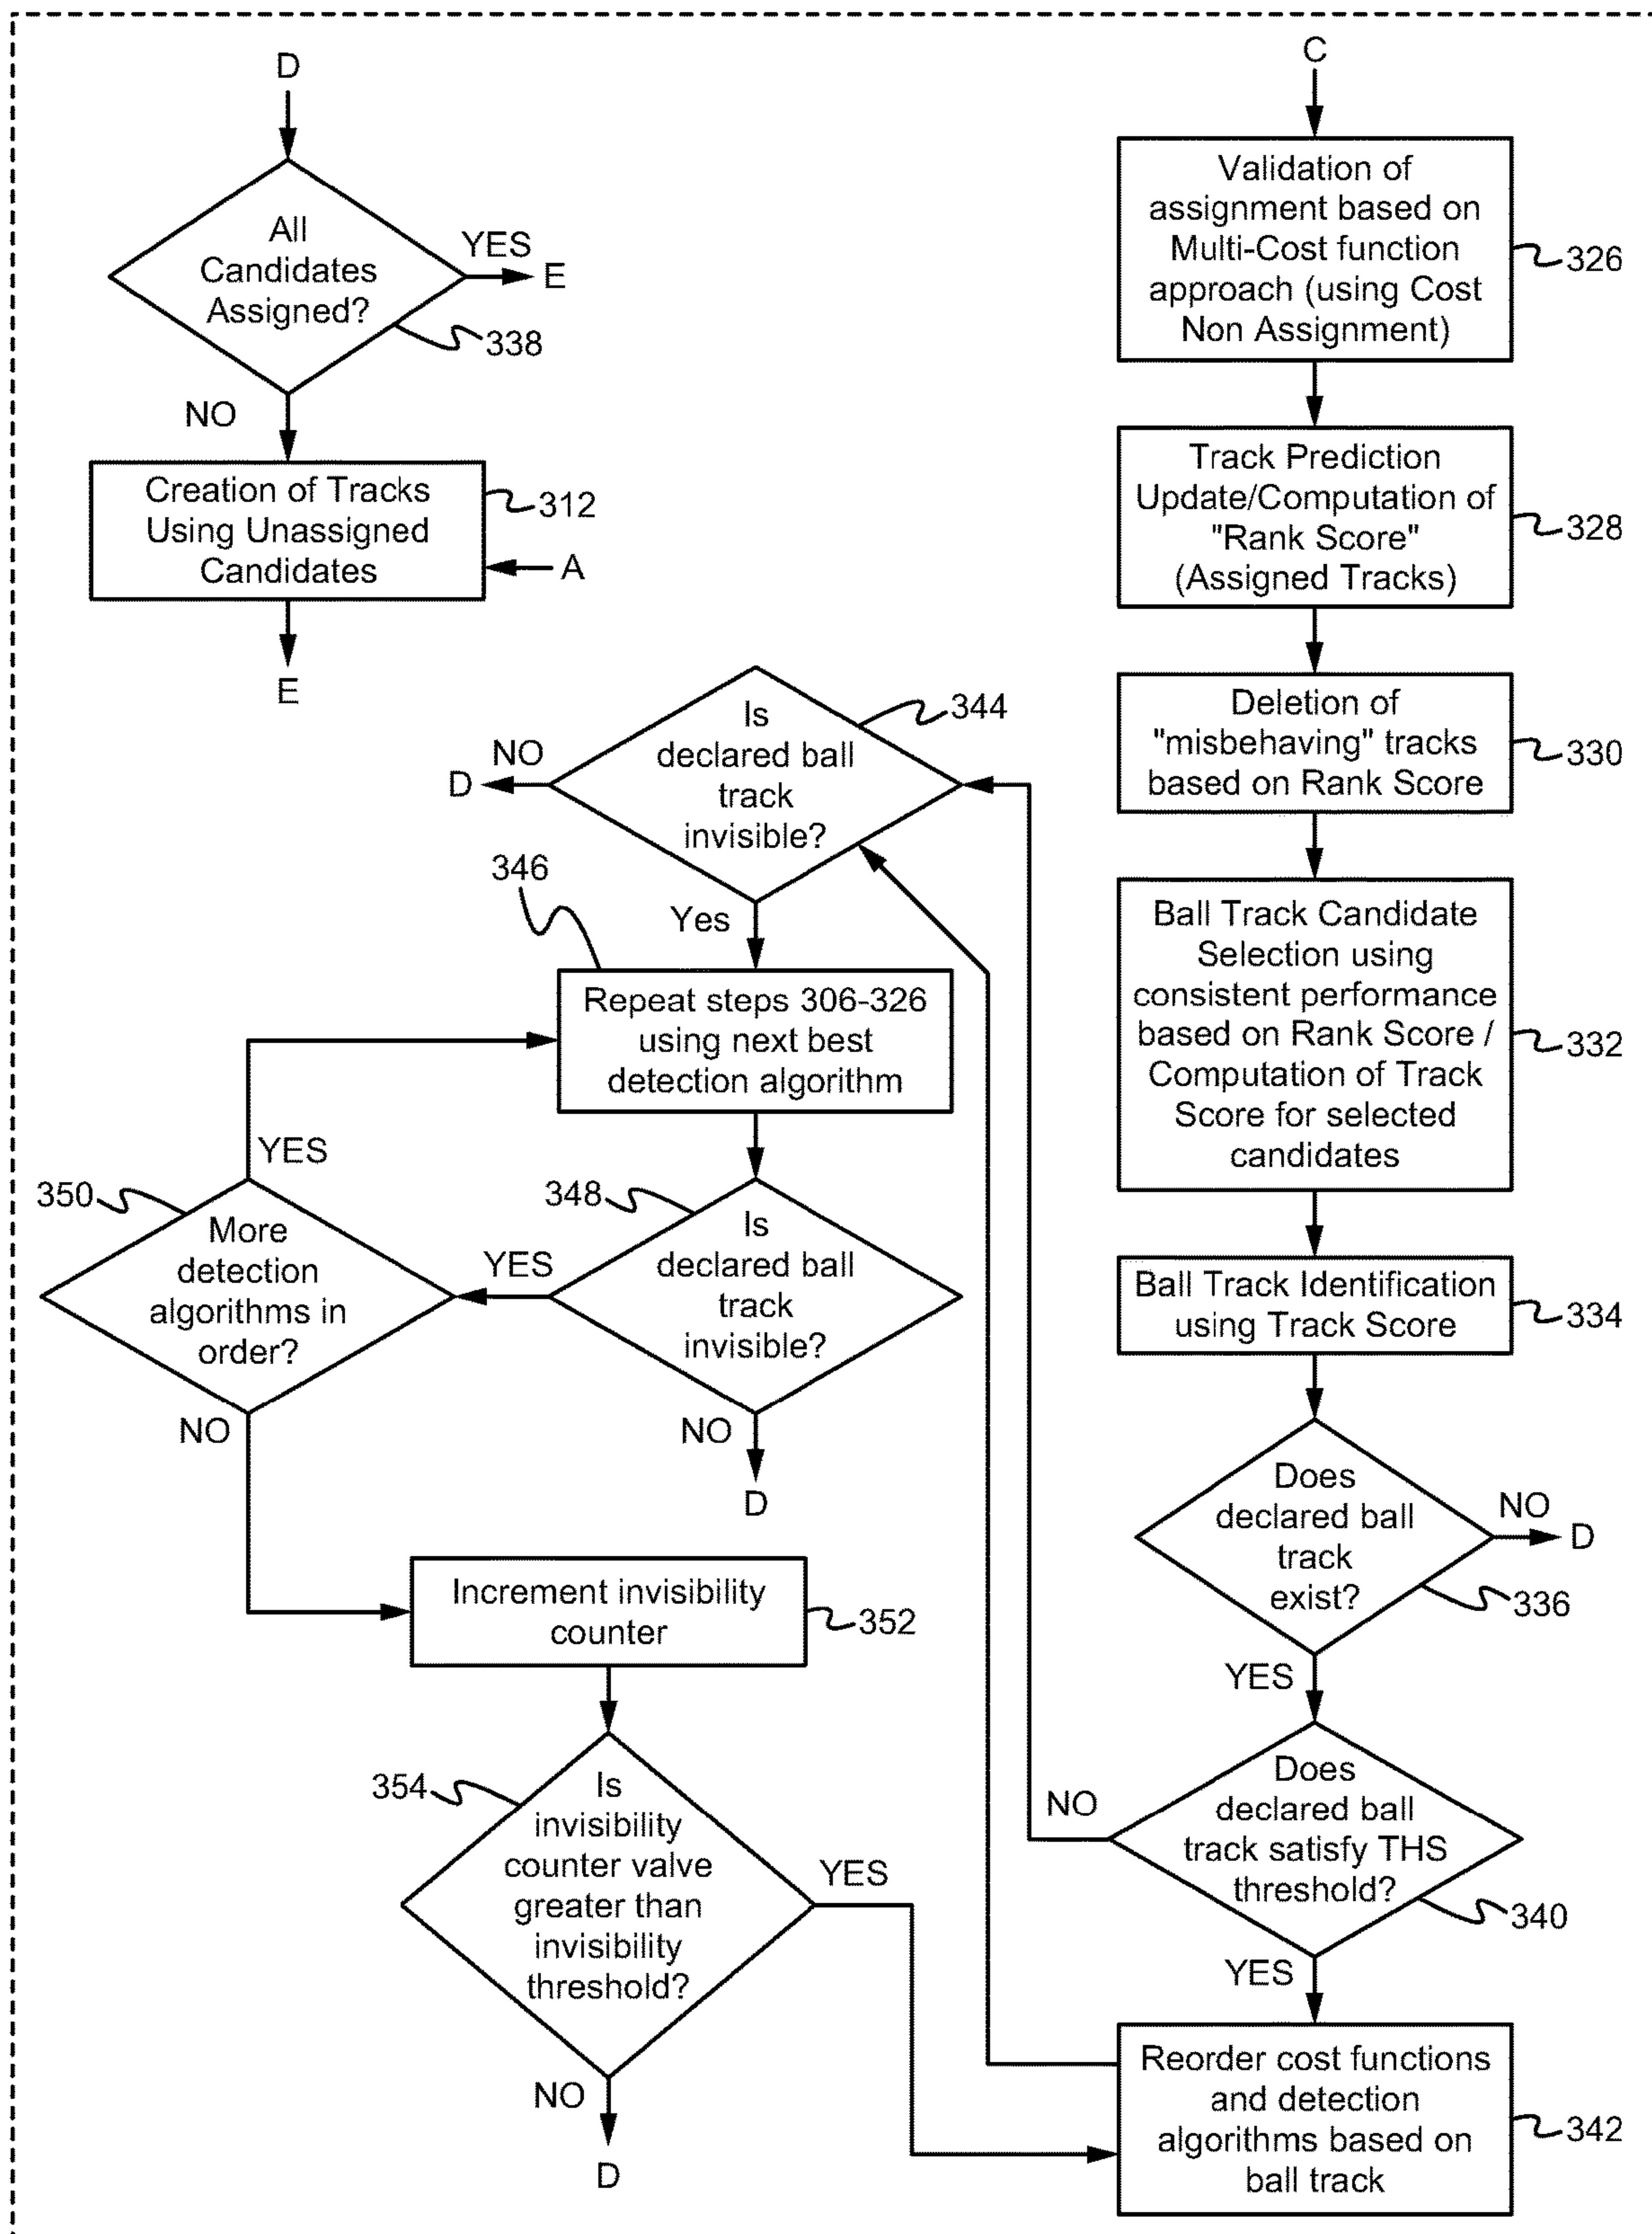 D
All
Candidates
Assigned?
YES
E
338
NO
Creation of Tracks
Using Unassigned
Candidates
312
A
E
C
Validation of
assignment based on
Multi-Cost function
approach (using Cost
Non Assignment)
326
Track Prediction
Update/Computation of
"Rank Score"
(Assigned Tracks)
328
Deletion of
"misbehaving" tracks
based on Rank Score
330
Ball Track Candidate
Selection using
consistent performance
based on Rank Score /
Computation of Track
Score for selected
candidates
332
Ball Track Identification
using Track Score
334
Does
declared ball
track
exist?
NO
D
336
YES
Does
declared ball
track satisfy THS
threshold?
NO
340
YES
Reorder cost functions
and detection
algorithms based on
ball track
342
Is
declared ball
track
invisible?
344
NO
D
Yes
346
Repeat steps 306-326
using next best
detection algorithm
348
Is
declared ball
track
invisible?
YES
NO
D
350
More
detection
algorithms in
order?
YES
NO
Increment invisibility
counter
352
354
Is
invisibility
counter valve
greater than
invisibility
threshold?
YES
NO
D